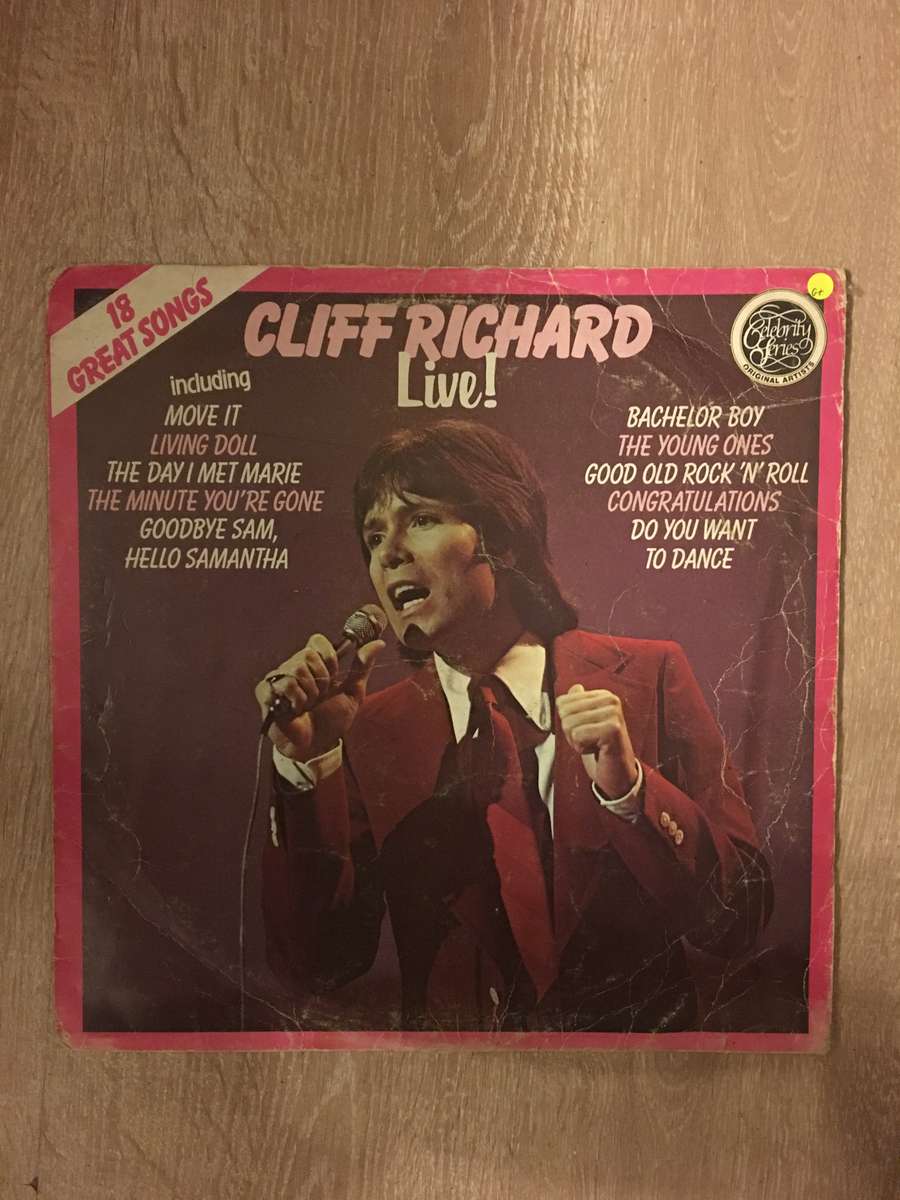 18
GREAT SONGS
CLIFF RICHARD
Live!
Celebrity
Series
ORIGINAL ARTISTS
G+
including
MOVE IT
LIVING DOLL
THE DAY I MET MARIE
THE MINUTE YOU'RE GONE
GOODBYE SAM,
HELLO SAMANTHA
BACHELOR BOY
THE YOUNG ONES
GOOD OLD ROCK 'N' ROLL
CONGRATULATIONS
DO YOU WANT
TO DANCE